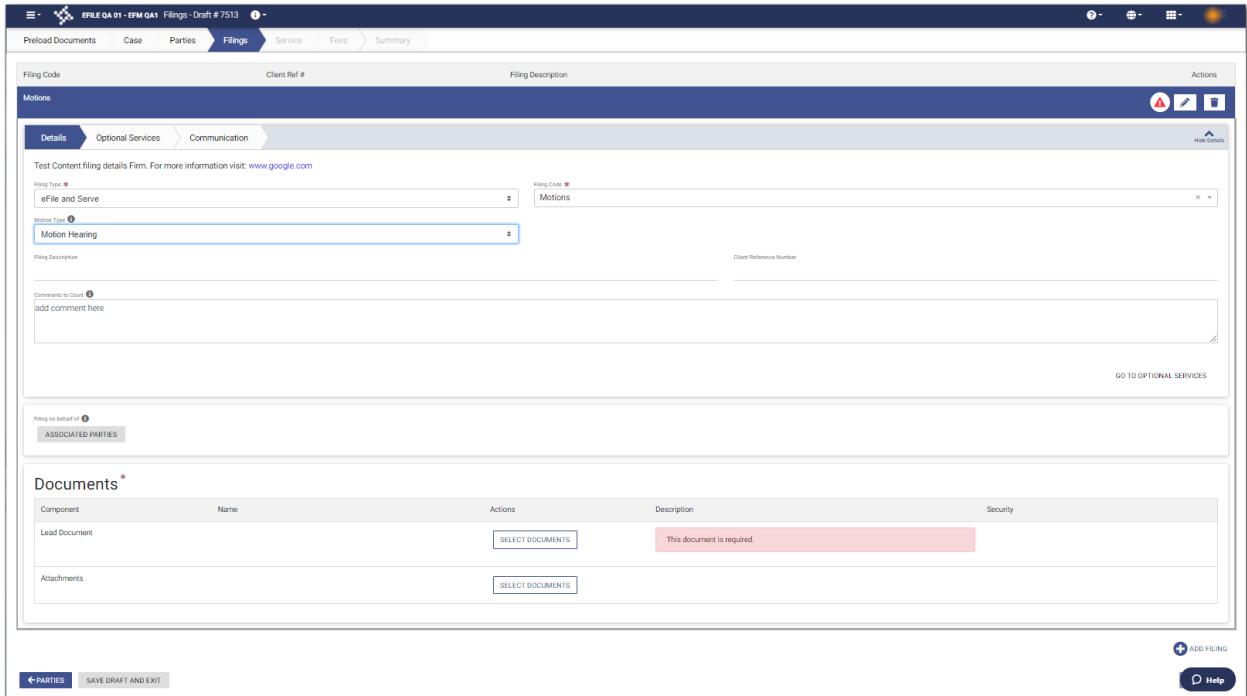 EFILE QA 01 - EFM QA1 Filings - Draft # 7513
Preload Documents Case Parties Filings Service Fees Summary
Filing Code Client Ref # Filing Description Actions
Motions
Details Optional Services Communication Hide Details
Test Content filing details Firm. For more information visit: www.google.com
Filing Type * Filing Code *
eFile and Serve Motions
Motion Type
Motion Hearing
Filing Description Client Reference Number
Comments to Court
add comment here
GO TO OPTIONAL SERVICES
Filing on behalf of
ASSOCIATED PARTIES
Documents*
Component Name Actions Description Security
Lead Document SELECT DOCUMENTS This document is required.
Attachments SELECT DOCUMENTS
ADD FILING
PARTIES SAVE DRAFT AND EXIT Help